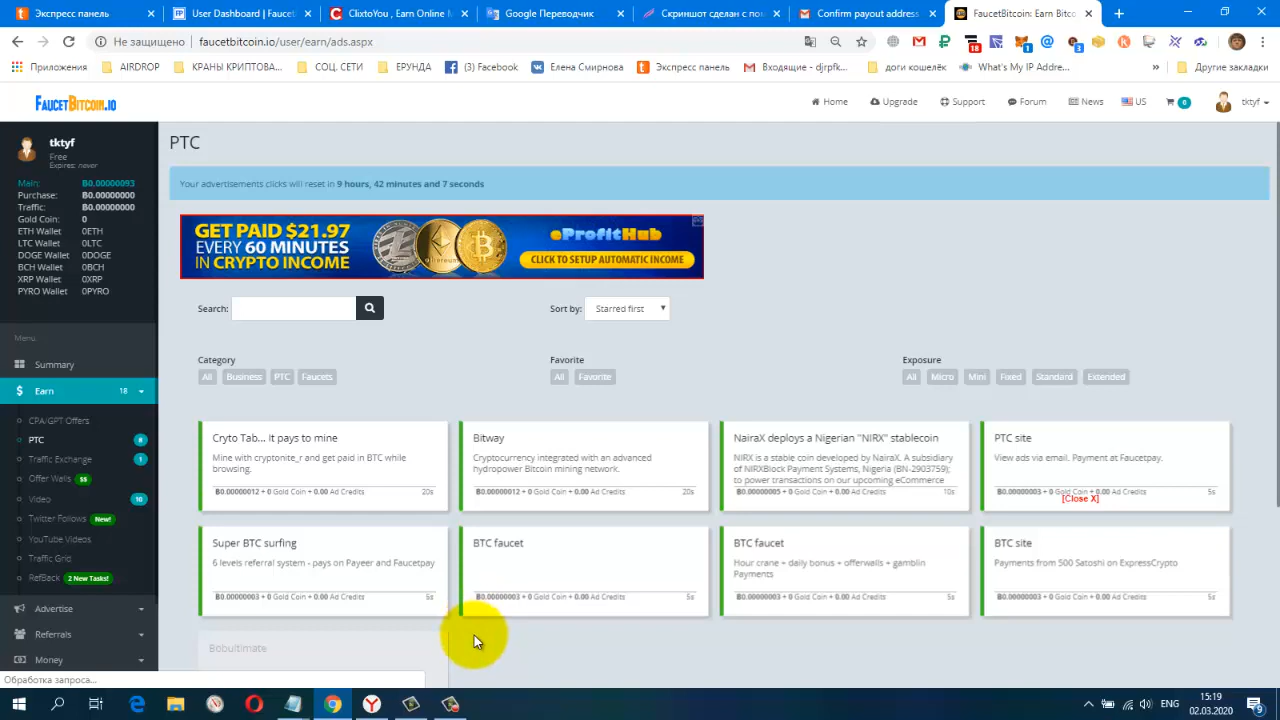 Экспресс панель
User Dashboard | Faucet
ClixtoYou , Earn Online M
Google Переводчик
Скриншот сделан с по
Confirm payout address
FaucetBitcoin.io: Earn Bitcoi
Не защищено
faucetbitcoin.io/user/earn/ads.aspx
18
1
3
Приложения
AIRDROP
КРАНЫ КРИПТОВА...
СОЦ. СЕТИ
ЕРУНДА
(3) Facebook
Елена Смирнова
Экспресс панель
Входящие - djrpfk...
доги кошелёк
What's My IP Addre...
»
Другие закладки
FAUCETBITCOIN.IO
Home
Upgrade
Support
Forum
News
US
0
tktyf
tktyf
Free
Expires: never
Main: ฿0.00000093
Purchase: ฿0.00000000
Traffic: ฿0.00000000
Gold Coin: 0
ETH Wallet 0ETH
LTC Wallet 0LTC
DOGE Wallet 0DOGE
BCH Wallet 0BCH
XRP Wallet 0XRP
PYRO Wallet 0PYRO
Menu
Summary
Earn 18
CPA/GPT Offers
PTC 8
Traffic Exchange 1
Offer Walls $$
Video 10
Twitter Follows New!
YouTube Videos
Traffic Grid
RefBack 2 New Tasks!
Advertise
Referrals
Money
PTC
Your advertisements clicks will reset in 9 hours, 42 minutes and 7 seconds
GET PAID $21.97
EVERY 60 MINUTES
IN CRYPTO INCOME
eProfitHub
CLICK TO SETUP AUTOMATIC INCOME
Search:
Sort by: Starred first
Category
All Business PTC Faucets
Favorite
All Favorite
Exposure
All Micro Mini Fixed Standard Extended
Cryto Tab... it pays to mine
Mine with cryptonite_r and get paid in BTC while
browsing.
฿0.00000012 + 0 Gold Coin + 0.00 Ad Credits 20s
Bitway
Cryptocurrency integrated with an advanced
hydropower Bitcoin mining network.
฿0.00000012 + 0 Gold Coin + 0.00 Ad Credits 20s
NairaX deploys a Nigerian "NIRX" stablecoin
NIRX is a stable coin developed by NairaX. A subsidiary
of NIRXBlock Payment Systems, Nigeria (BN-2903759);
to power transactions on our upcoming eCommerce
฿0.00000005 + 0 Gold Coin + 0.00 Ad Credits 10s
PTC site
View ads via email. Payment at Faucetpay.
฿0.00000003 + 0 Gold Coin + 0.00 Ad Credits 5s
[Close X]
Super BTC surfing
6 levels referral system - pays on Payeer and Faucetpay
฿0.00000003 + 0 Gold Coin + 0.00 Ad Credits 5s
BTC faucet
฿0.00000003 + 0 Gold Coin + 0.00 Ad Credits 5s
BTC faucet
Hour crane + daily bonus + offerwalls + gamblin
Payments
฿0.00000003 + 0 Gold Coin + 0.00 Ad Credits 5s
BTC site
Payments from 500 Satoshi on ExpressCrypto
฿0.00000003 + 0 Gold Coin + 0.00 Ad Credits 5s
Bobultimate
Обработка запроса...
ENG
15:19
02.03.2020
9